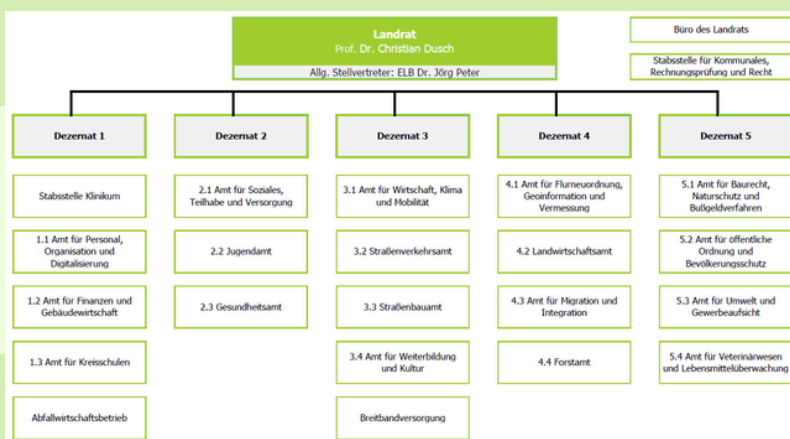 Landrat
Prof. Dr. Christian Dusch
Allg. Stellvertreter: ELB Dr. Jörg Peter
Büro des Landrats
Stabsstelle für Kommunales,
Rechnungsprüfung und Recht
Dezernat 1
Dezernat 2
Dezernat 3
Dezernat 4
Dezernat 5
Stabsstelle Klinikum
1.1 Amt für Personal,
Organisation und
Digitalisierung
1.2 Amt für Finanzen und
Gebäudewirtschaft
1.3 Amt für Kreisschulen
Abfallwirtschaftsbetrieb
2.1 Amt für Soziales,
Teilhabe und Versorgung
2.2 Jugendamt
2.3 Gesundheitsamt
3.1 Amt für Wirtschaft, Klima
und Mobilität
3.2 Straßenverkehrsamt
3.3 Straßenbauamt
3.4 Amt für Weiterbildung
und Kultur
Breitbandversorgung
4.1 Amt für Flurneuordnung,
Geoinformation und
Vermessung
4.2 Landwirtschaftsamt
4.3 Amt für Migration und
Integration
4.4 Forstamt
5.1 Amt für Baurecht,
Naturschutz und
Bußgeldverfahren
5.2 Amt für öffentliche
Ordnung und
Bevölkerungsschutz
5.3 Amt für Umwelt und
Gewerbeaufsicht
5.4 Amt für Veterinärwesen
und Lebensmittelüberwachung